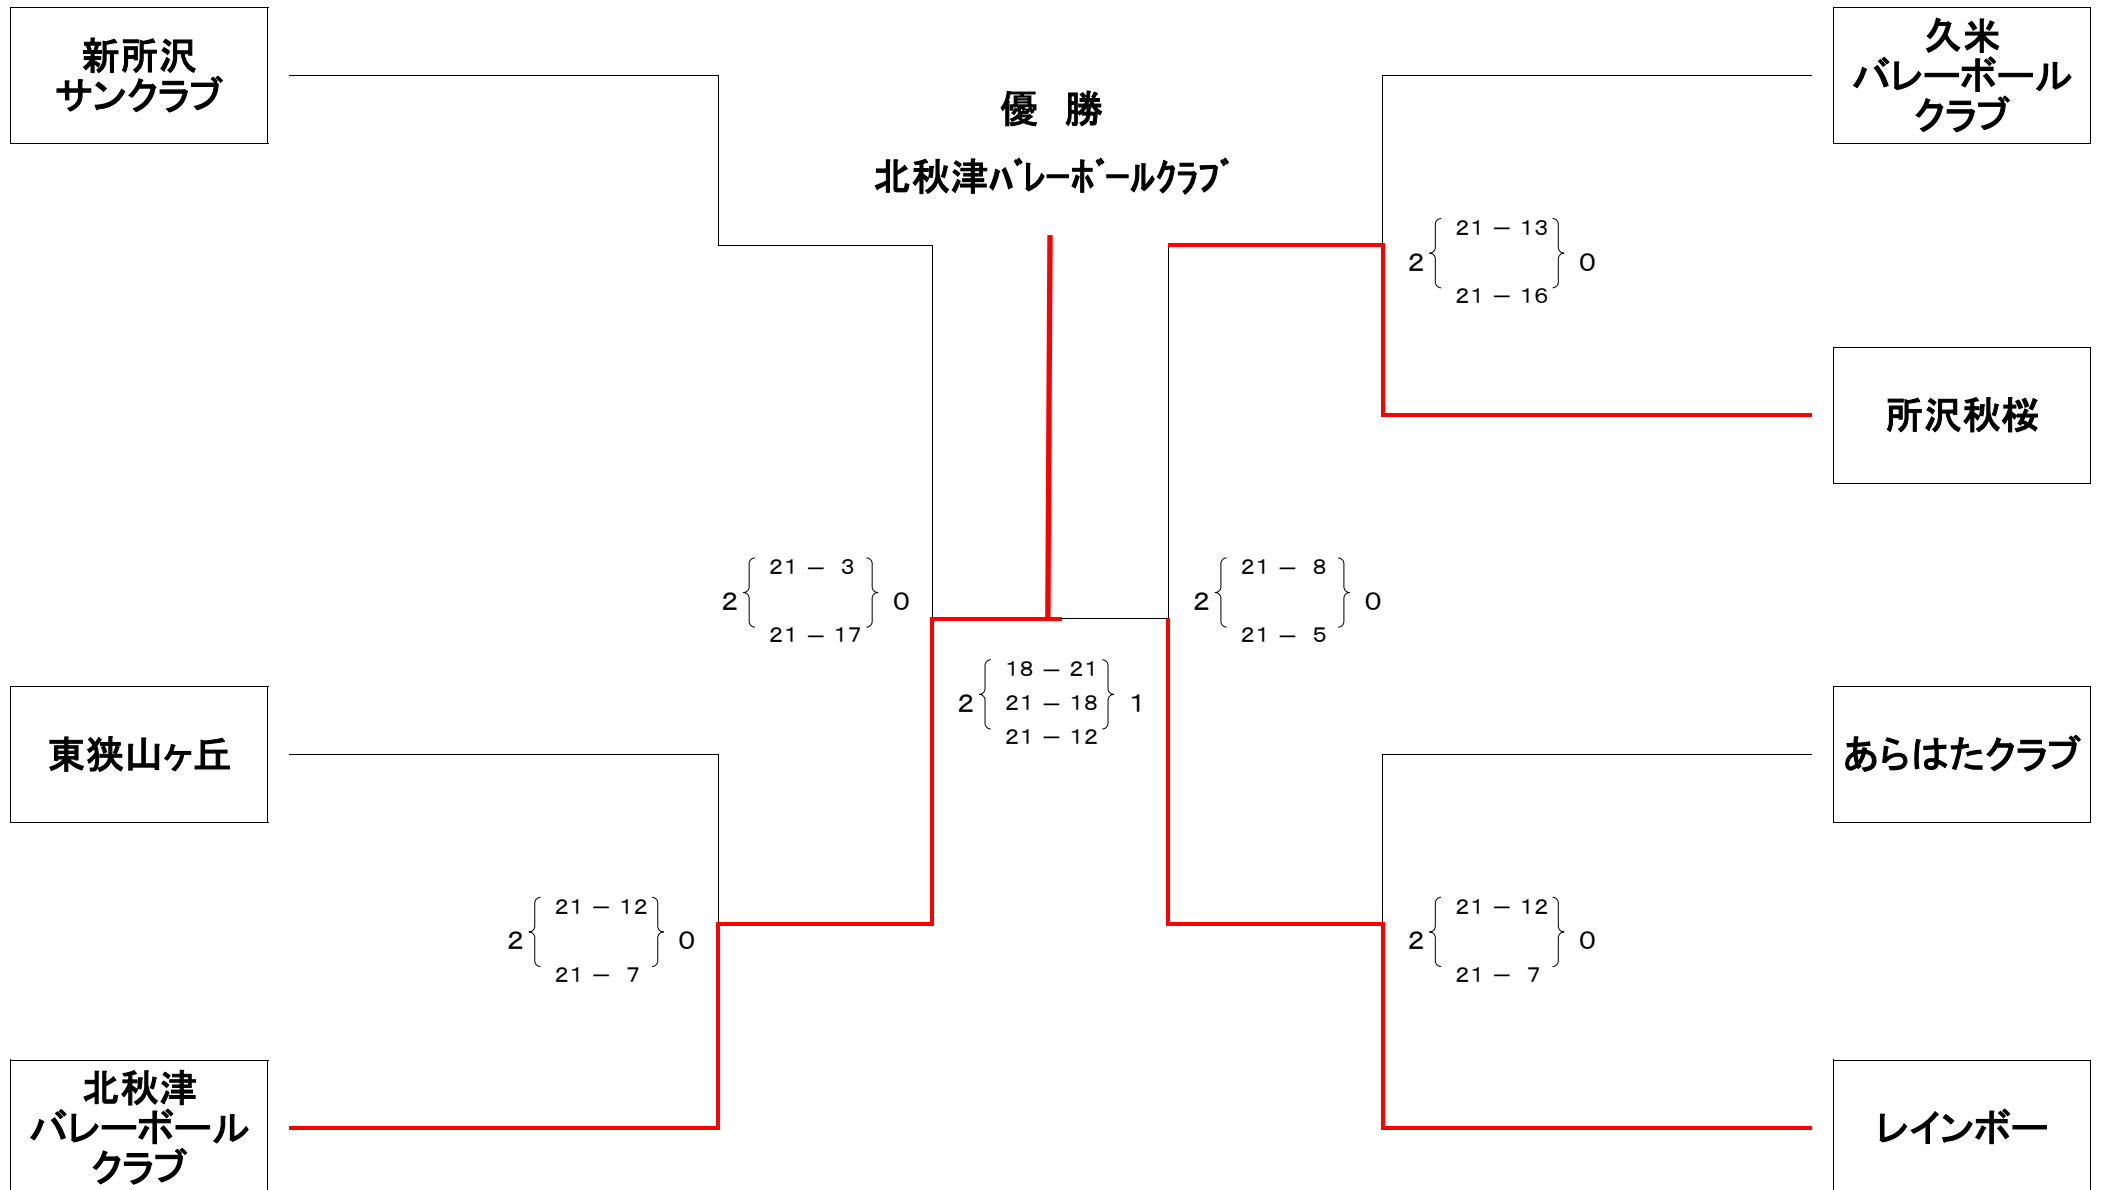 新所沢
サンクラブ
久米
バレーボール
クラブ
優　勝
北秋津ﾊﾞﾚｰﾎﾞｰﾙｸﾗﾌﾞ
21 － 13
2 0
21 － 16
所沢秋桜
21 － 3
2 0
21 － 17
21 － 8
2 0
21 － 5
18 － 21
2 21 － 18 1
21 － 12
東狭山ヶ丘
あらはたクラブ
21 － 12
2 0
21 － 7
21 － 12
2 0
21 － 7
北秋津
バレーボール
クラブ
レインボー